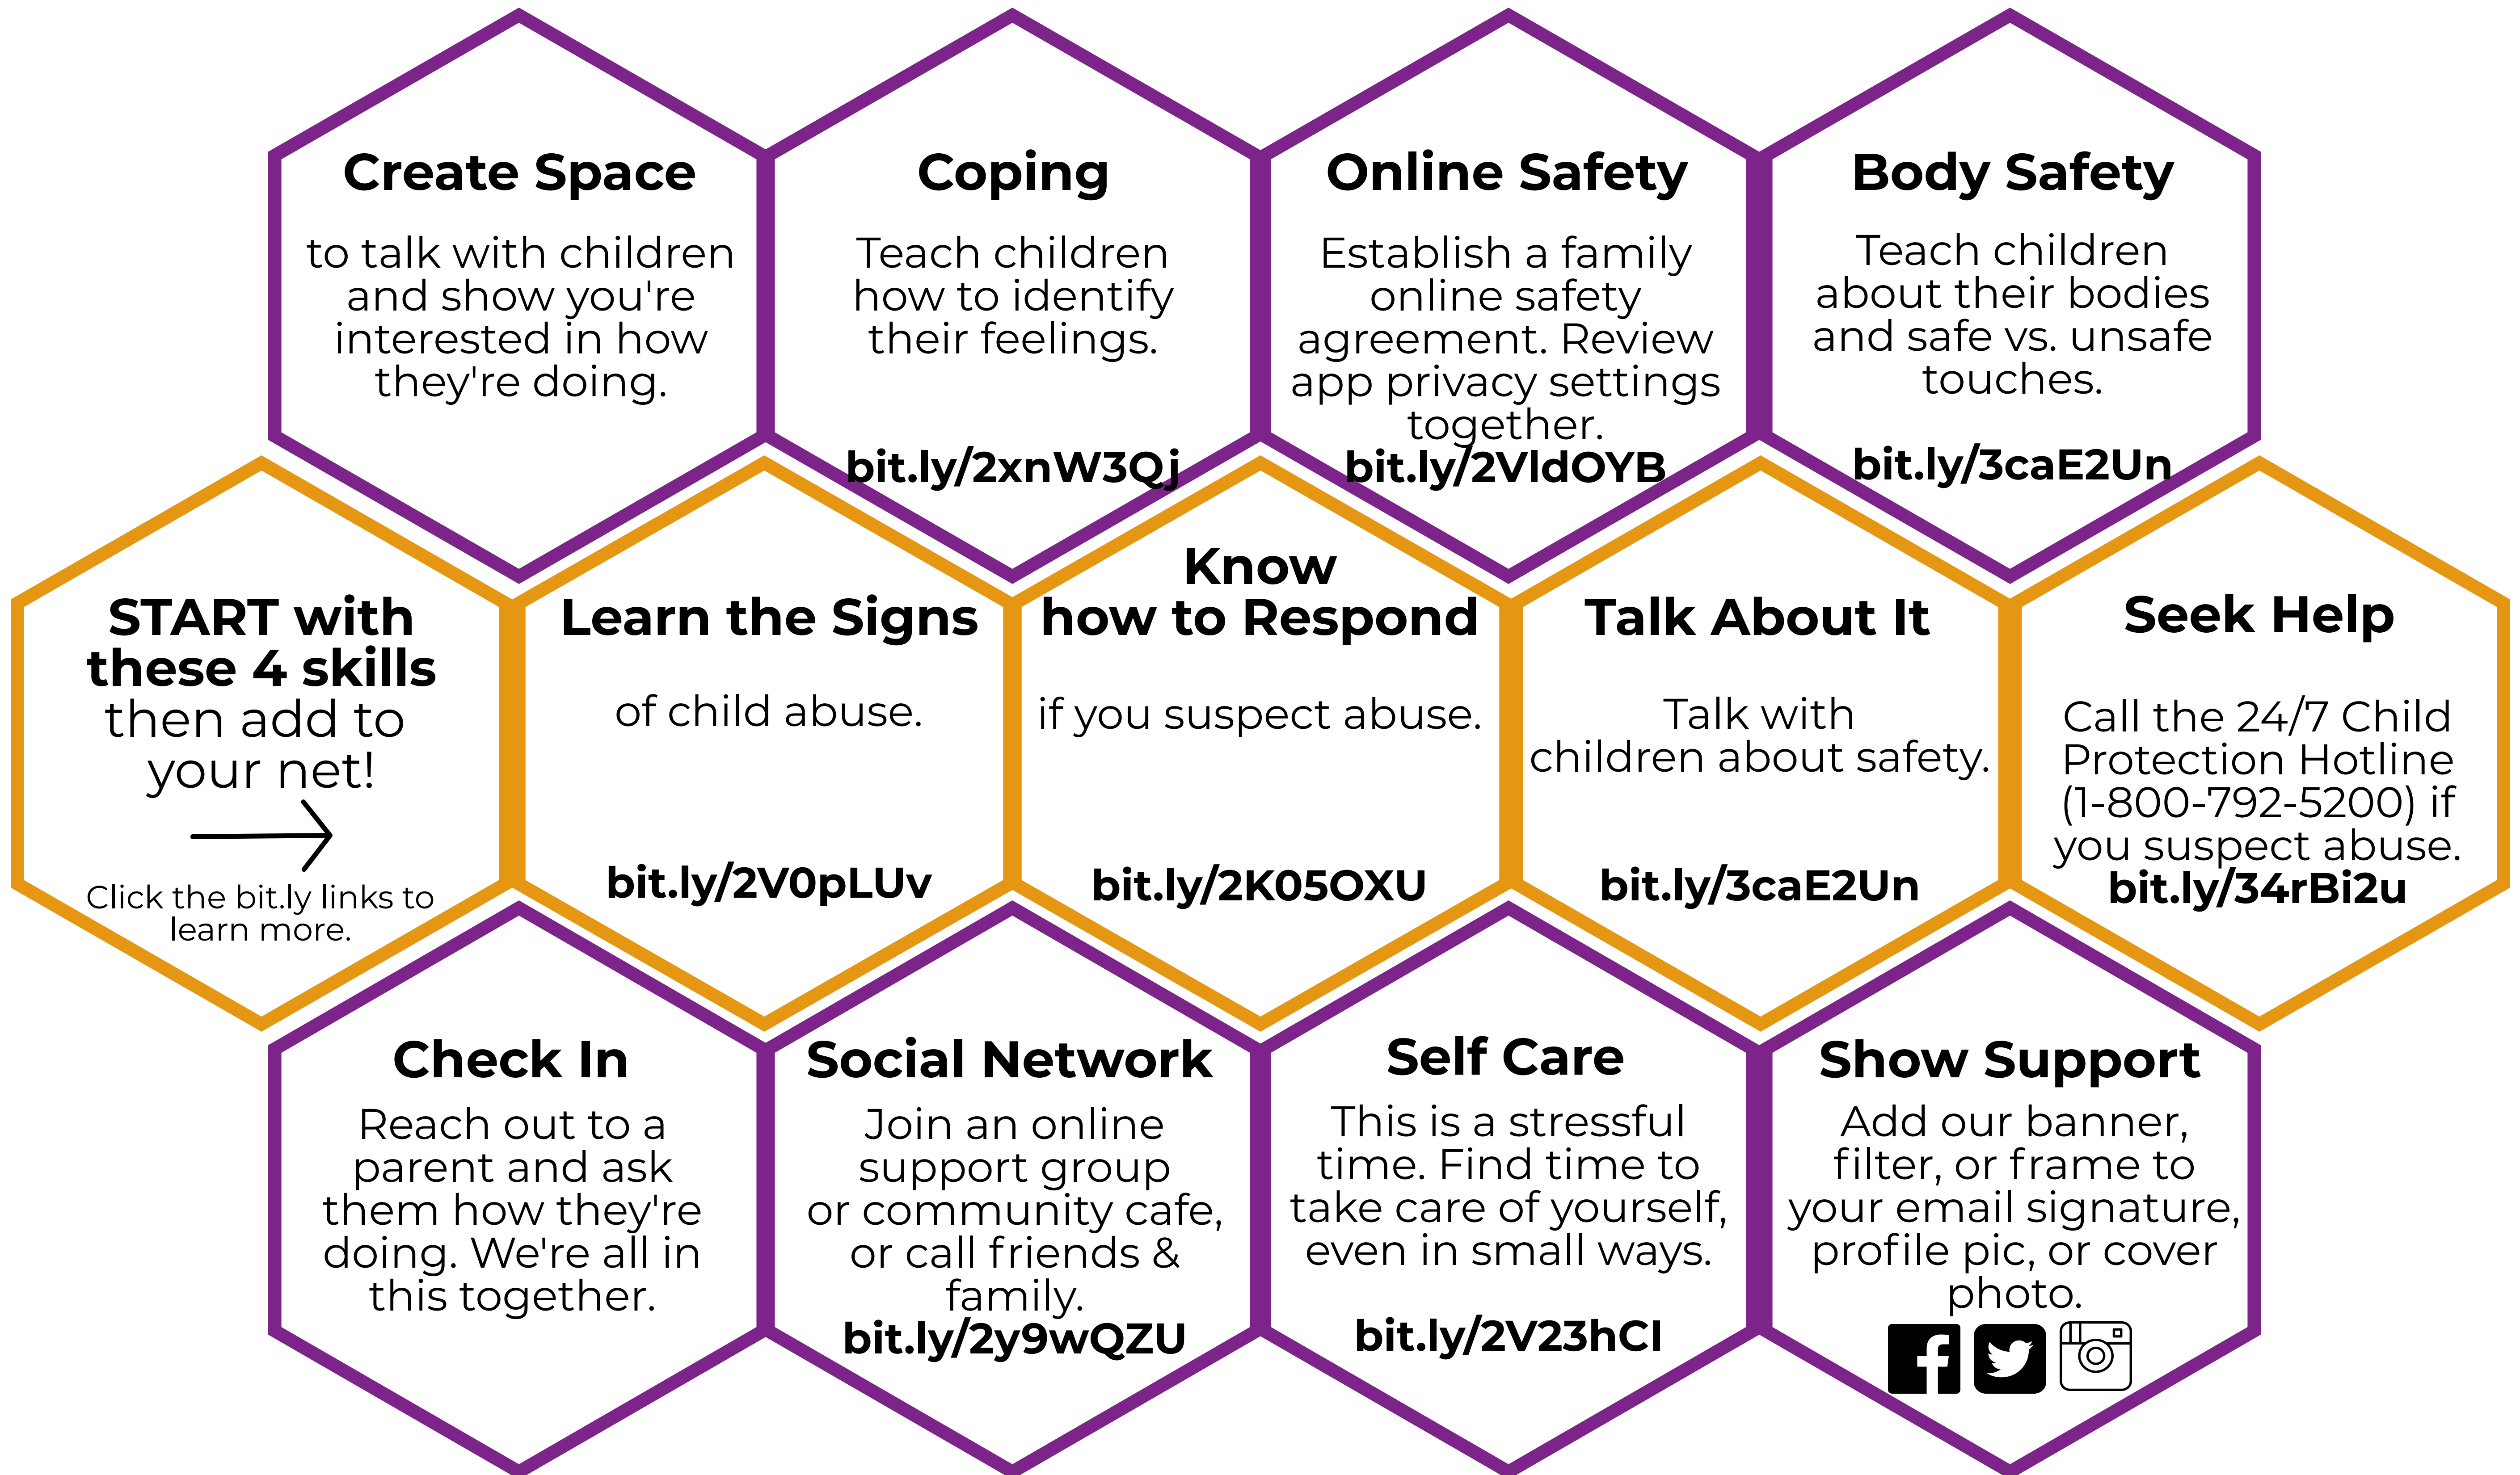 Create Space
to talk with children
and show you're
interested in how
they're doing.
Coping
Teach children
how to identify
their feelings.
bit.ly/2xnW3Qj
Online Safety
Establish a family
online safety
agreement. Review
app privacy settings
together.
bit.ly/2VIdOYB
Body Safety
Teach children
about their bodies
and safe vs. unsafe
touches.
bit.ly/3caE2Un
START with
these 4 skills
then add to
your net!
Click the bit.ly links to
learn more.
Learn the Signs
of child abuse.
bit.ly/2V0pLUv
Know
how to Respond
if you suspect abuse.
bit.ly/2K05OXU
Talk About It
Talk with
children about safety.
bit.ly/3caE2Un
Seek Help
Call the 24/7 Child
Protection Hotline
(1-800-792-5200) if
you suspect abuse.
bit.ly/34rBi2u
Check In
Reach out to a
parent and ask
them how they're
doing. We're all in
this together.
Social Network
Join an online
support group
or community cafe,
or call friends &
family.
bit.ly/2y9wQZU
Self Care
This is a stressful
time. Find time to
take care of yourself,
even in small ways.
bit.ly/2V23hCI
Show Support
Add our banner,
filter, or frame to
your email signature,
profile pic, or cover
photo.